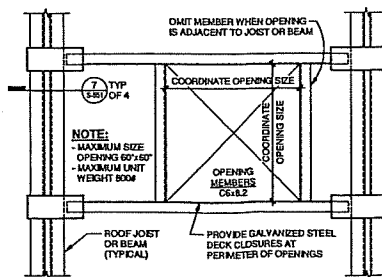 OMIT MEMBER WHEN OPENING
IS ADJACENT TO JOIST OR BEAM
COORDINATE OPENING SIZE
7
S-851
TYP
OF 4
COORDINATE
OPENING SIZE
NOTE:
- MAXIMUM SIZE
OPENING 60"x60"
- MAXIMUM UNIT
WEIGHT 800#
OPENING
MEMBERS
C6x8.2
ROOF JOIST
OR BEAM
(TYPICAL)
PROVIDE GALVANIZED STEEL
DECK CLOSURES AT
PERIMETER OF OPENINGS